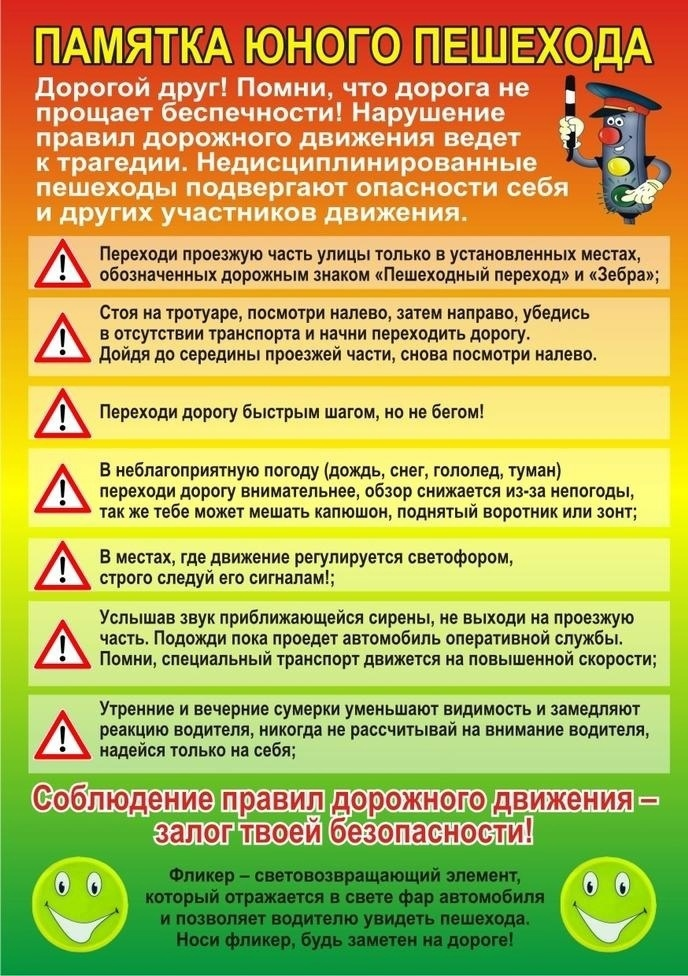 ПАМЯТКА ЮНОГО ПЕШЕХОДА
Дорогой друг! Помни, что дорога не
прощает беспечности! Нарушение
правил дорожного движения ведет
к трагедии. Недисциплинированные
пешеходы подвергают опасности себя
и других участников движения.
Переходи проезжую часть улицы только в установленных местах,
обозначенных дорожным знаком «Пешеходный переход» и «Зебра»;
Стоя на тротуаре, посмотри налево, затем направо, убедись
в отсутствии транспорта и начни переходить дорогу.
Дойдя до середины проезжей части, снова посмотри налево.
Переходи дорогу быстрым шагом, но не бегом!
В неблагоприятную погоду (дождь, снег, гололед, туман)
переходи дорогу внимательнее, обзор снижается из-за непогоды,
так же тебе может мешать капюшон, поднятый воротник или зонт;
В местах, где движение регулируется светофором,
строго следуй его сигналам!;
Услышав звук приближающейся сирены, не выходи на проезжую
часть. Подожди пока проедет автомобиль оперативной службы.
Помни, специальный транспорт движется на повышенной скорости;
Утренние и вечерние сумерки уменьшают видимость и замедляют
реакцию водителя, никогда не рассчитывай на внимание водителя,
надейся только на себя;
Соблюдение правил дорожного движения –
залог твоей безопасности!
Фликер – световозвращающий элемент,
который отражается в свете фар автомобиля
и позволяет водителю увидеть пешехода.
Носи фликер, будь заметен на дороге!